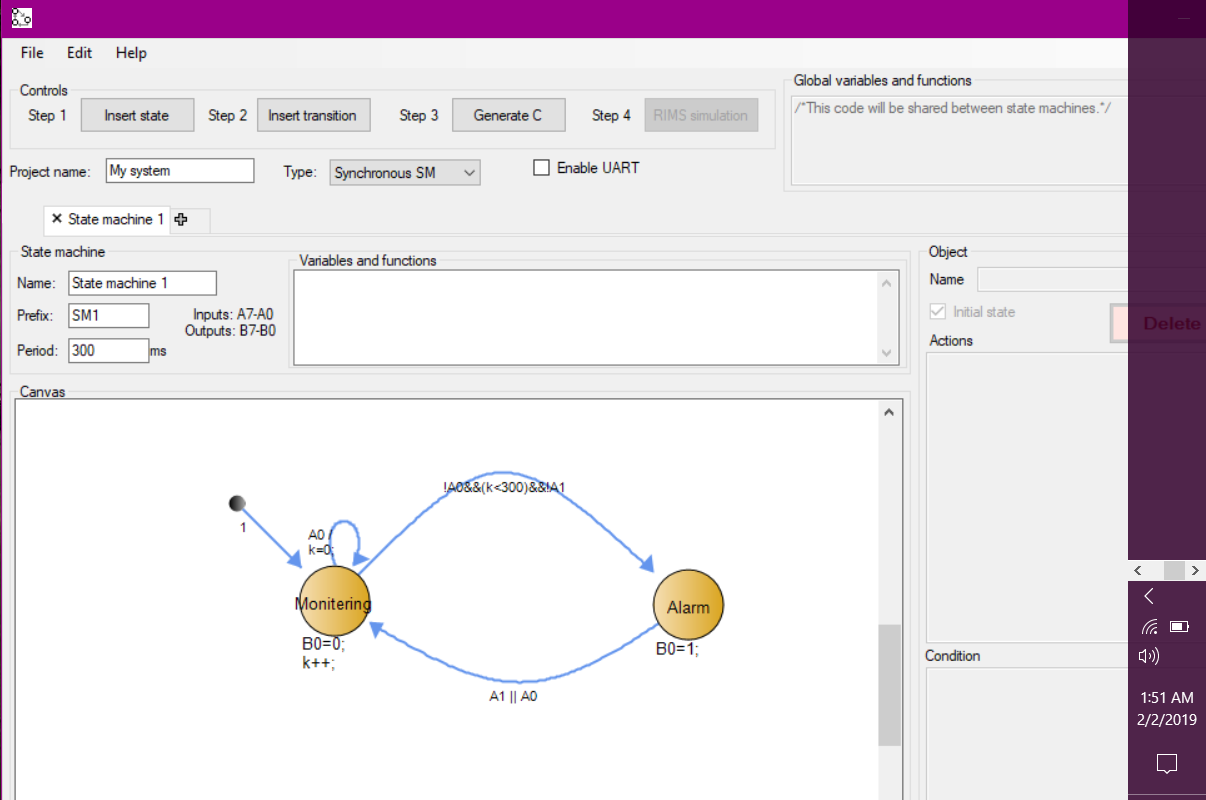 File Edit Help
Controls
Step 1 Insert state Step 2 Insert transition Step 3 Generate C Step 4 RIMS simulation
Global variables and functions
/*This code will be shared between state machines.*/
Project name: My system Type: Synchronous SM Enable UART
State machine 1
State machine
Name: State machine 1
Prefix: SM1
Period: 300 ms
Inputs: A7-A0
Outputs: B7-B0
Variables and functions
Object
Name
Initial state
Delete
Actions
Condition
Canvas
!A0&&(k<300)&&!A1
1
A0 /
k=0;
Monitering
B0=0;
k++;
Alarm
B0=1;
A1 || A0
1:51 AM
2/2/2019